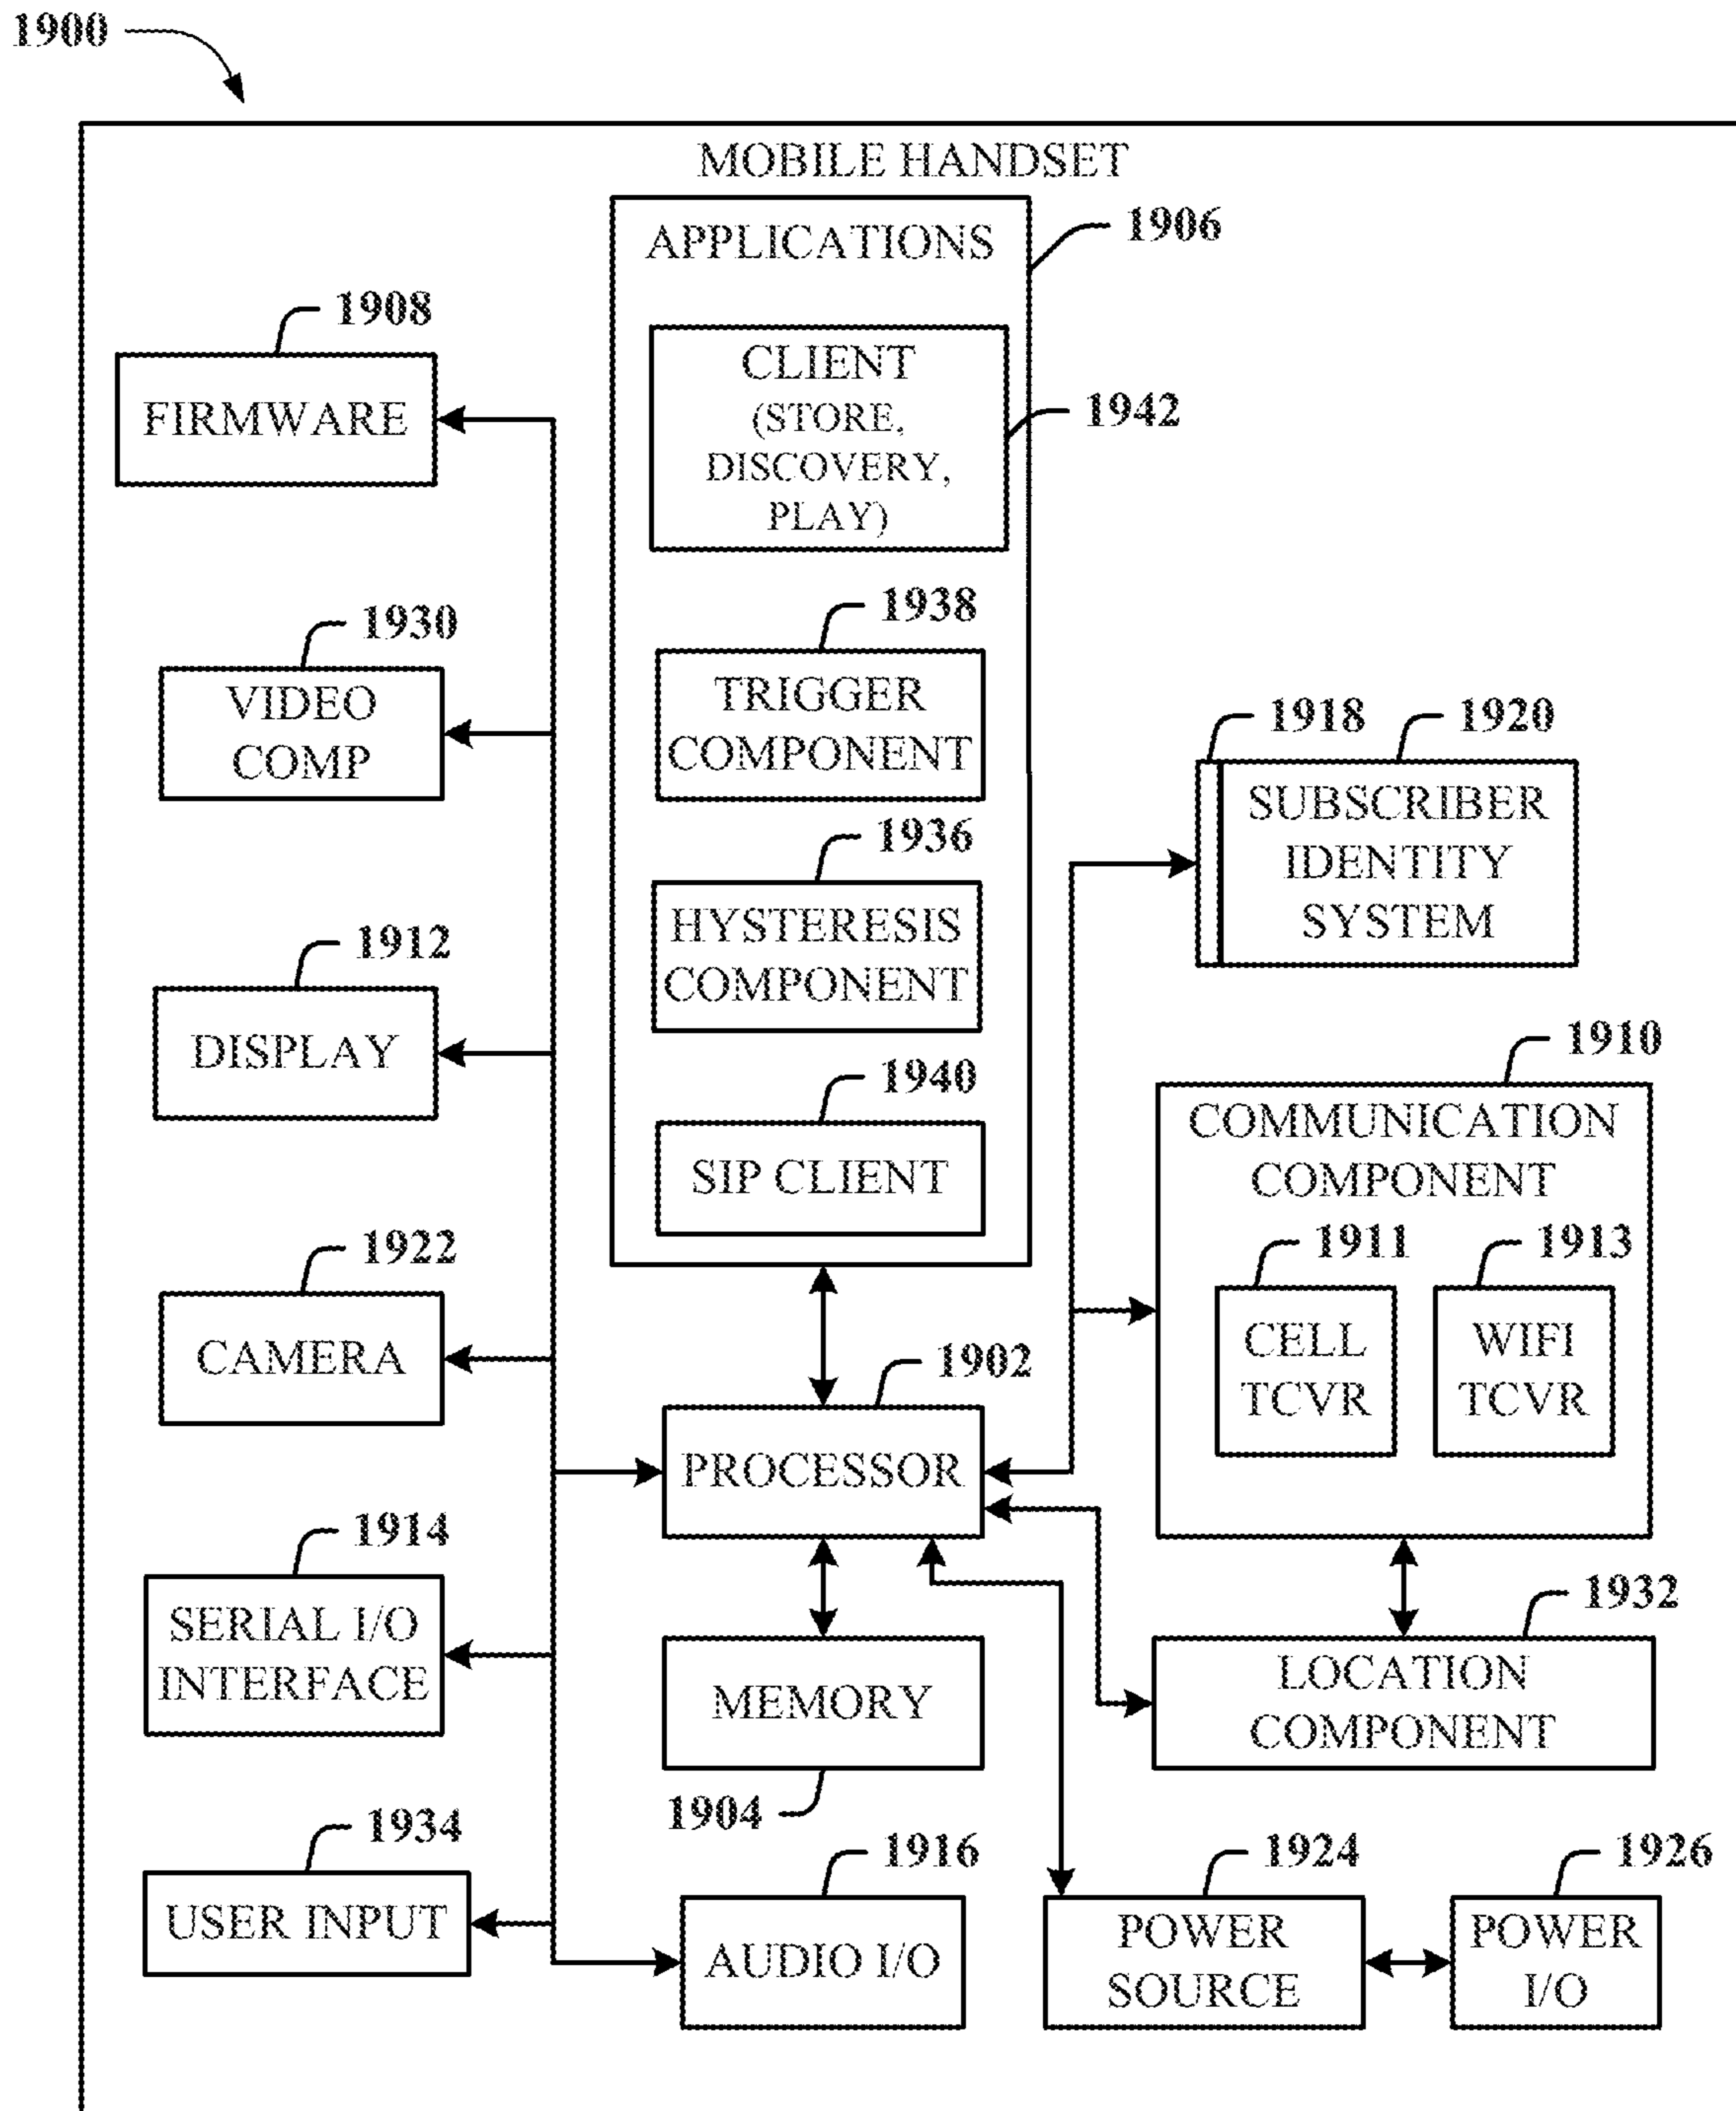 1900
MOBILE HANDSET
APPLICATIONS
1906
CLIENT
(STORE,
DISCOVERY,
PLAY)
1942
1938
TRIGGER
COMPONENT
1936
HYSTERESIS
COMPONENT
1940
SIP CLIENT
1908
FIRMWARE
1930
VIDEO
COMP
1912
DISPLAY
1922
CAMERA
1914
SERIAL I/O
INTERFACE
1934
USER INPUT
1902
PROCESSOR
MEMORY
1904
1916
AUDIO I/O
1918
1920
SUBSCRIBER
IDENTITY
SYSTEM
1910
COMMUNICATION
COMPONENT
1911
CELL
TCVR
1913
WIFI
TCVR
1932
LOCATION
COMPONENT
1924
POWER
SOURCE
1926
POWER
I/O